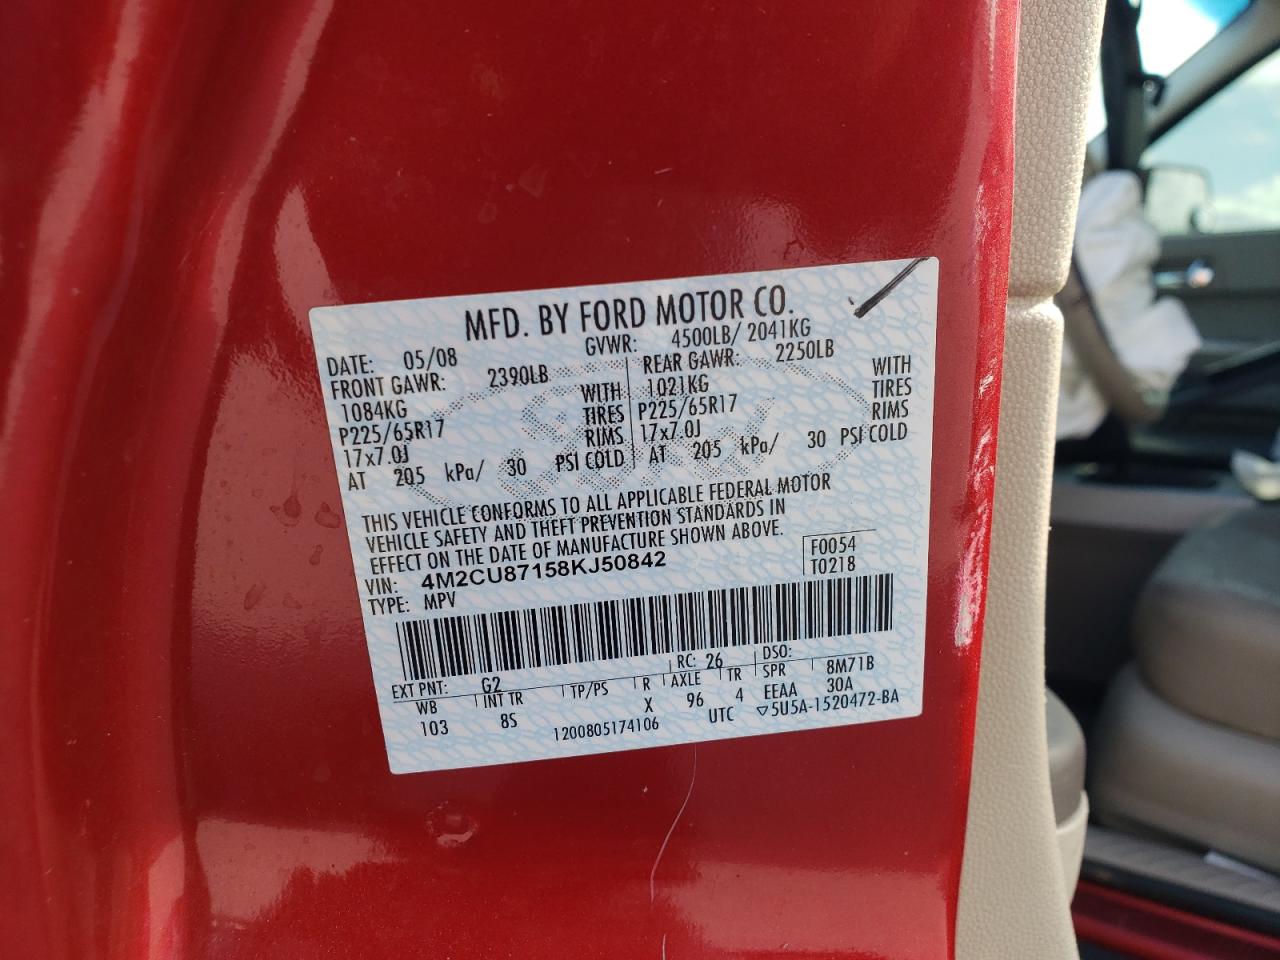 MFD. BY FORD MOTOR CO.
DATE: 05/08 GVWR: 4500LB/ 2041KG
FRONT GAWR: 2390LB REAR GAWR: 2250LB
1084KG WITH 1021KG WITH
P225/65R17 TIRES P225/65R17 TIRES
17x7.0J RIMS 17x7.0J RIMS
AT 205 kPa/ 30 PSI COLD AT 205 kPa/ 30 PSI COLD
THIS VEHICLE CONFORMS TO ALL APPLICABLE FEDERAL MOTOR
VEHICLE SAFETY AND THEFT PREVENTION STANDARDS IN
EFFECT ON THE DATE OF MANUFACTURE SHOWN ABOVE.
VIN: 4M2CU87158KJ50842 F0054
TYPE: MPV T0218
EXT PNT: G2 RC: 26 DSO:
WB INT TR TP/PS R AXLE TR SPR 8M71B
103 8S X 96 4 EEAA 30A
1200805174106 UTC ▽5U5A-1520472-BA